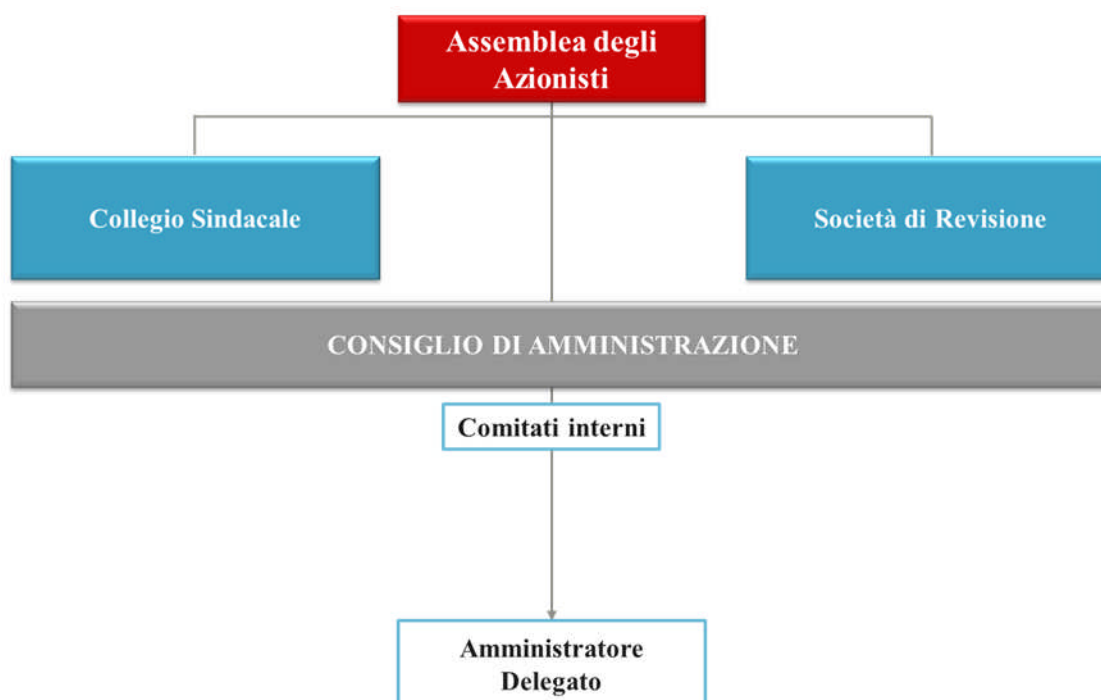 Assemblea degli
Azionisti
Collegio Sindacale
Società di Revisione
CONSIGLIO DI AMMINISTRAZIONE
Comitati interni
Amministratore
Delegato